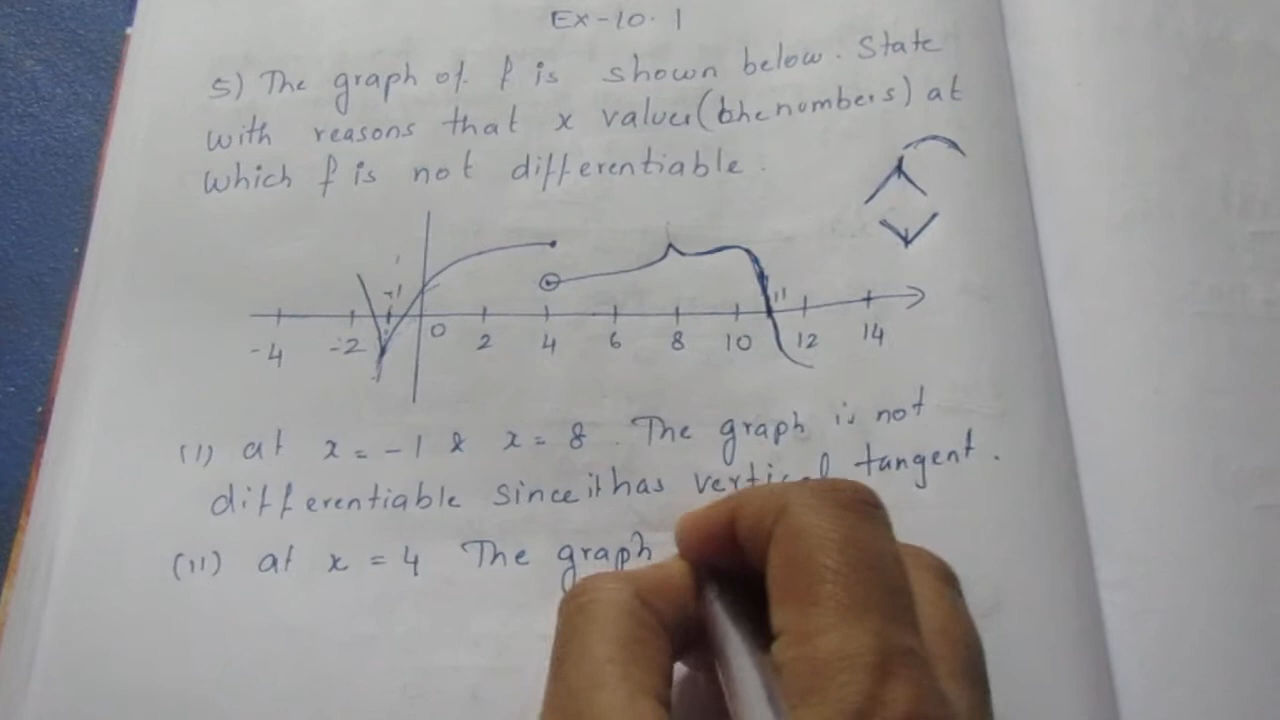 Ex-10.1
5) The graph of f is shown below. State
with reasons that x values (the numbers) at
which f is not differentiable.
-1
11
-4 -2 0 2 4 6 8 10 12 14
(i) at x = -1 & x = 8. The graph is not
differentiable since it has vertical tangent.
(ii) at x = 4 The graph